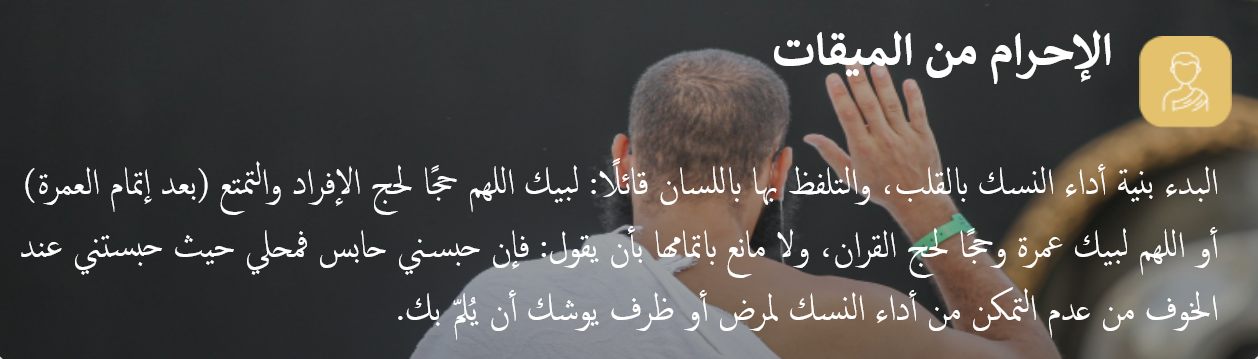 الإحرام من الميقات
البدء بنية أداء النسك بالقلب، والتلفظ بها باللسان قائلًا: لبيك اللهم حجًا لحج الإفراد والتمتع (بعد إتمام العمرة)
أو اللهم لبيك عمرة وحجًا لحج القران، ولا مانع باتمامها بأن يقول: فإن حبسني حابس فمحلي حيث حبستني عند
الخوف من عدم التمكن من أداء النسك لمرض أو ظرف يوشك أن يُلمّ بك.